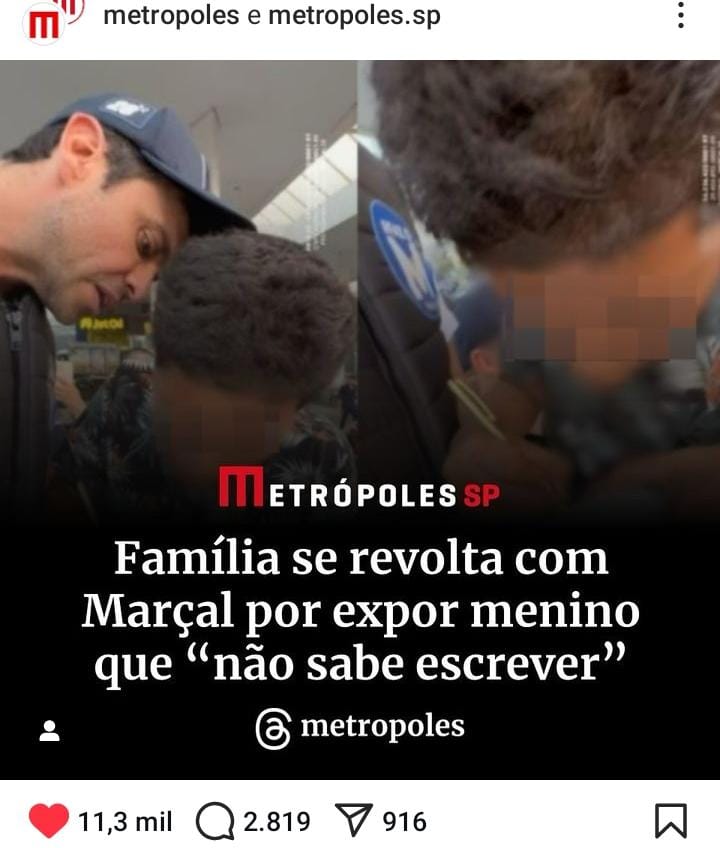 metropoles e metropoles.sp
METRÓPOLES SP
Família se revolta com
Marçal por expor menino
que “não sabe escrever”
metropoles
11,3 mil 2.819 916